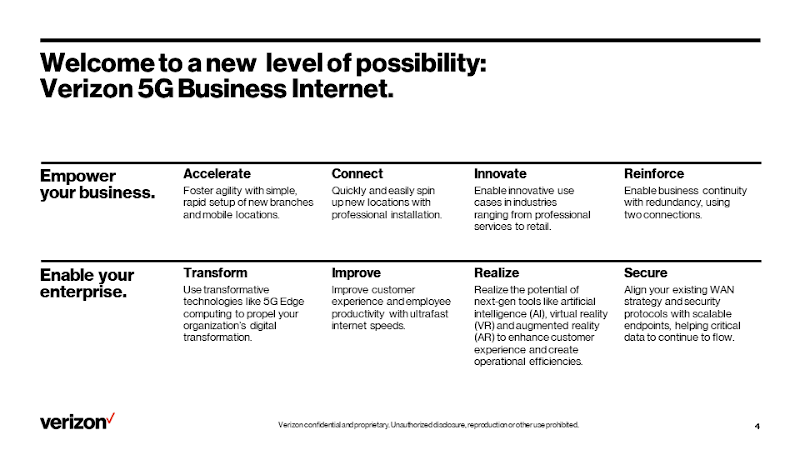 Welcome to a new level of possibility:
Verizon 5G Business Internet.
Empower
your business.
Accelerate
Foster agility with simple,
rapid setup of new branches
and mobile locations.
Connect
Quickly and easily spin
up new locations with
professional installation.
Innovate
Enable innovative use
cases in industries
ranging from professional
services to retail.
Reinforce
Enable business continuity
with redundancy, using
two connections.
Enable your
enterprise.
Transform
Use transformative
technologies like 5G Edge
computing to propel your
organization's digital
transformation.
Improve
Improve customer
experience and employee
productivity with ultrafast
internet speeds.
Realize
Realize the potential of
next-gen tools like artificial
intelligence (AI), virtual reality
(VR) and augmented reality
(AR) to enhance customer
experience and create
operational efficiencies.
Secure
Align your existing WAN
strategy and security
protocols with scalable
endpoints, helping critical
data to continue to flow.
verizon
Verizon confidential and proprietary. Unauthorized disclosure, reproduction or other use prohibited.
4